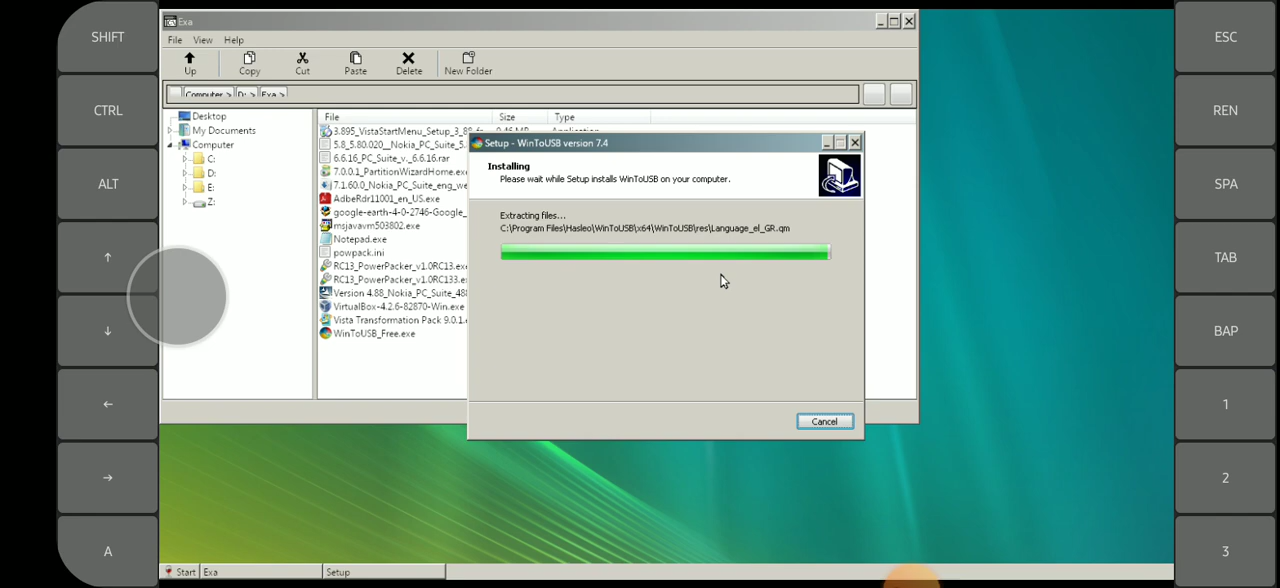 SHIFT
CTRL
ALT
↑
↓
←
→
A
Exa
File View Help
Up Copy Cut Paste Delete New Folder
Computer > D: > Exa >
Desktop
My Documents
Computer
C:
D:
E:
Z:
File Size Type
3.895_VistaStartMenu_Setup_3_89
5.8_5.80.020__Nokia_PC_Suite_5.
6.6.16_PC_Suite_v._6.6.16.rar
7.0.0.1_PartitionWizardHome.ex
7.1.60.0_Nokia_PC_Suite_eng_we
AdbeRdr11001_en_US.exe
google-earth-4-0-2746-Google_
msjavavm503802.exe
Notepad.exe
powpack.ini
RC13_PowerPacker_v1.0RC13.ex
RC13_PowerPacker_v1.0RC133.ex
Version 4.88_Nokia_PC_Suite_48
VirtualBox-4.2.6-82870-Win.exe
Vista Transformation Pack 9.0.1.
WinToUSB_Free.exe
Setup - WinToUSB version 7.4
Installing
Please wait while Setup installs WinToUSB on your computer.
Extracting files...
C:\Program Files\Hasleo\WinToUSB\x64\WinToUSB\res\Language_el_GR.qm
Cancel
Start Exa Setup
ESC
REN
SPA
TAB
BAP
1
2
3